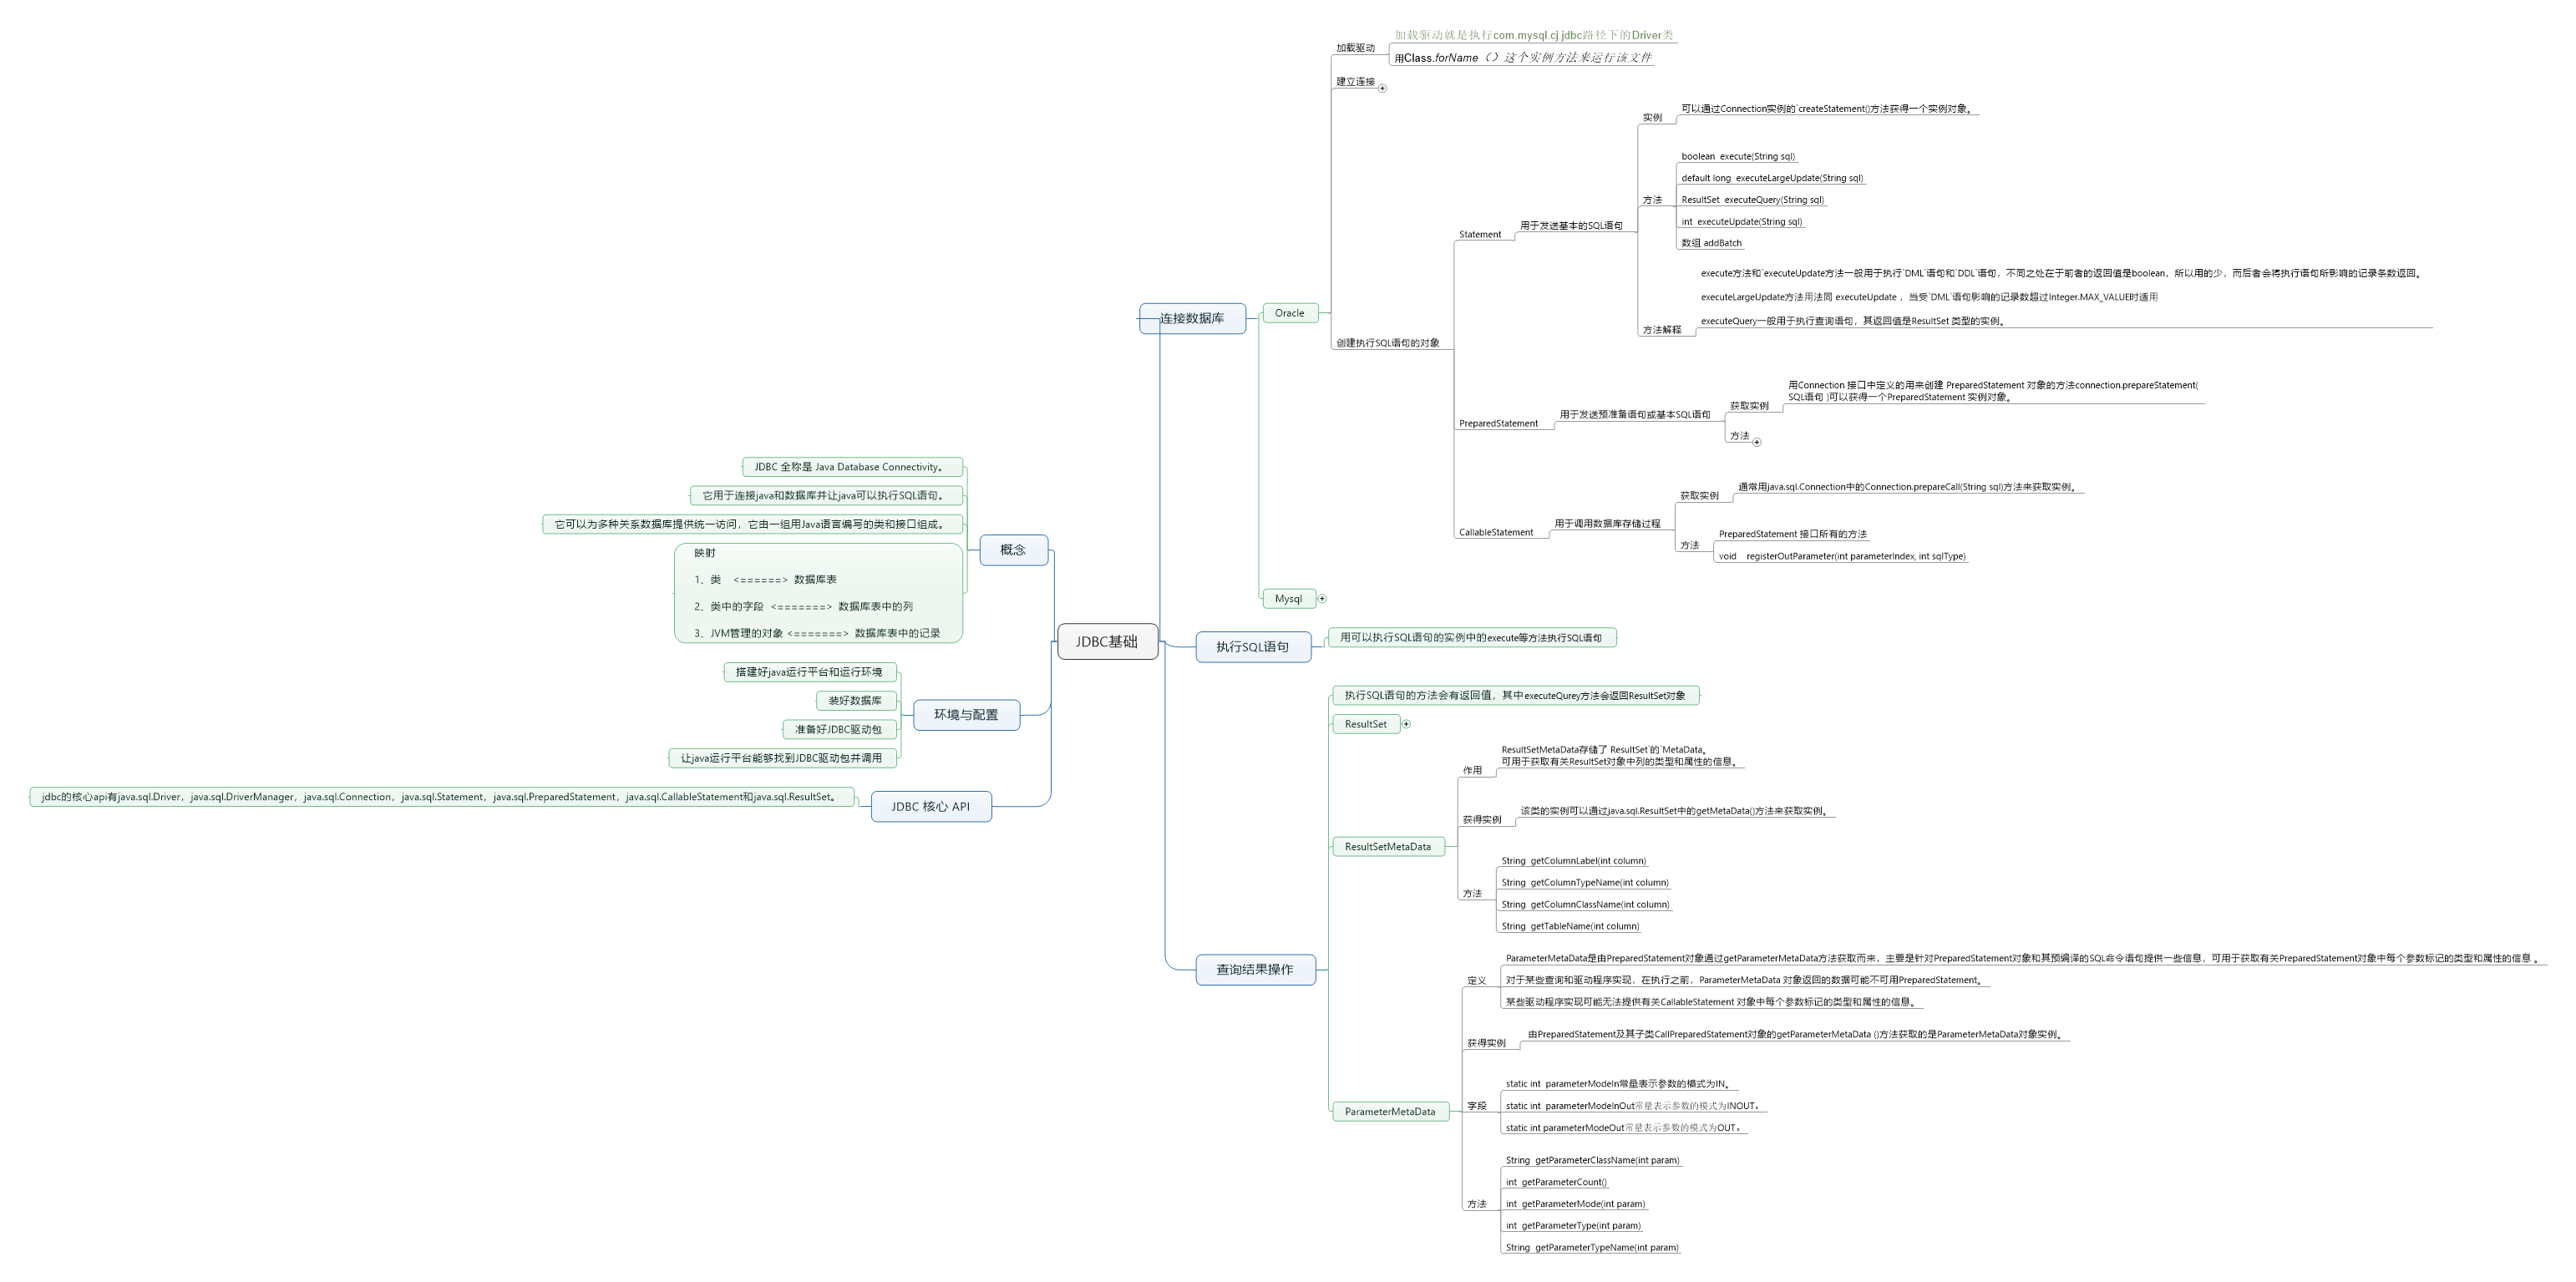 JDBC基础
概念
JDBC 全称是 Java Database Connectivity。
它用于连接java和数据库并让java可以执行SQL语句。
它可以为多种关系数据库提供统一访问，它由一组用Java语言编写的类和接口组成。
映射
1、类 <======> 数据库表
2、类中的字段 <=======> 数据库表中的列
3、JVM管理的对象 <=======> 数据库表中的记录
环境与配置
搭建好java运行平台和运行环境
装好数据库
准备好JDBC驱动包
让java运行平台能够找到JDBC驱动包并调用
JDBC 核心 API
jdbc的核心api有java.sql.Driver，java.sql.DriverManager，java.sql.Connection，java.sql.Statement，java.sql.PreparedStatement，java.sql.CallableStatement和java.sql.ResultSet。
连接数据库
Oracle
加载驱动
加载驱动就是执行com.mysql.cj.jdbc路径下的Driver类
用Class.forName（）这个实例方法来运行该文件
建立连接
创建执行SQL语句的对象
Statement
用于发送基本的SQL语句
实例
可以通过Connection实例的`createStatement()方法获得一个实例对象。
方法
boolean execute(String sql)
default long executeLargeUpdate(String sql)
ResultSet executeQuery(String sql)
int executeUpdate(String sql)
数组 addBatch
方法解释
execute方法和`executeUpdate方法一般用于执行`DML`语句和`DDL`语句，不同之处在于前者的返回值是boolean，所以用的少，而后者会将执行语句所影响的记录条数返回。
executeLargeUpdate方法用法同 executeUpdate ，当受`DML`语句影响的记录数超过Integer.MAX_VALUE时适用
executeQuery一般用于执行查询语句，其返回值是ResultSet 类型的实例。
PreparedStatement
用于发送预准备语句或基本SQL语句
获取实例
用Connection 接口中定义的用来创建 PreparedStatement 对象的方法connection.prepareStatement(
SQL语句 )可以获得一个PreparedStatement 实例对象。
方法
CallableStatement
用于调用数据库存储过程
获取实例
通常用java.sql.Connection中的Connection.prepareCall(String sql)方法来获取实例。
方法
PreparedStatement 接口所有的方法
void registerOutParameter(int parameterIndex, int sqlType)
Mysql
执行SQL语句
用可以执行SQL语句的实例中的execute等方法执行SQL语句
查询结果操作
执行SQL语句的方法会有返回值，其中executeQurey方法会返回ResultSet对象
ResultSet
ResultSetMetaData
作用
ResultSetMetaData存储了 ResultSet`的`MetaData。
可用于获取有关ResultSet对象中列的类型和属性的信息。
获得实例
该类的实例可以通过java.sql.ResultSet中的getMetaData()方法来获取实例。
方法
String getColumnLabel(int column)
String getColumnTypeName(int column)
String getColumnClassName(int column)
String getTableName(int column)
ParameterMetaData
定义
ParameterMetaData是由PreparedStatement对象通过getParameterMetaData方法获取而来，主要是针对PreparedStatement对象和其预编译的SQL命令语句提供一些信息，可用于获取有关PreparedStatement对象中每个参数标记的类型和属性的信息 。
对于某些查询和驱动程序实现，在执行之前，ParameterMetaData 对象返回的数据可能不可用PreparedStatement。
某些驱动程序实现可能无法提供有关CallableStatement 对象中每个参数标记的类型和属性的信息。
获得实例
由PreparedStatement及其子类CallPreparedStatement对象的getParameterMetaData ()方法获取的是ParameterMetaData对象实例。
字段
static int parameterModeIn常量表示参数的模式为IN。
static int parameterModeInOut常量表示参数的模式为INOUT。
static int parameterModeOut常量表示参数的模式为OUT。
方法
String getParameterClassName(int param)
int getParameterCount()
int getParameterMode(int param)
int getParameterType(int param)
String getParameterTypeName(int param)